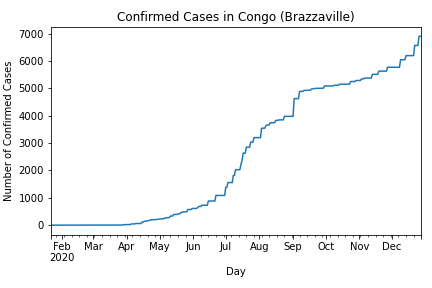 Confirmed Cases in Congo (Brazzaville)
Number of Confirmed Cases
7000
6000
5000
4000
3000
2000
1000
0
Feb Mar Apr May Jun Jul Aug Sep Oct Nov Dec
2020
Day